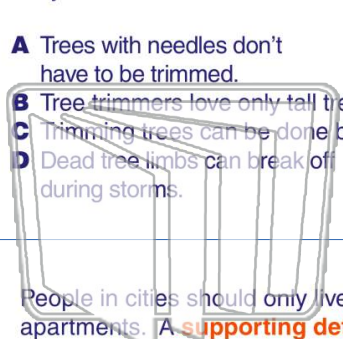 A Trees with needles don't
have to be trimmed.
B Tree trimmers love only tall
C Trimming trees can be done
D Dead tree limbs can break off
during storms.
People in cities should only live
apartments. A supporting